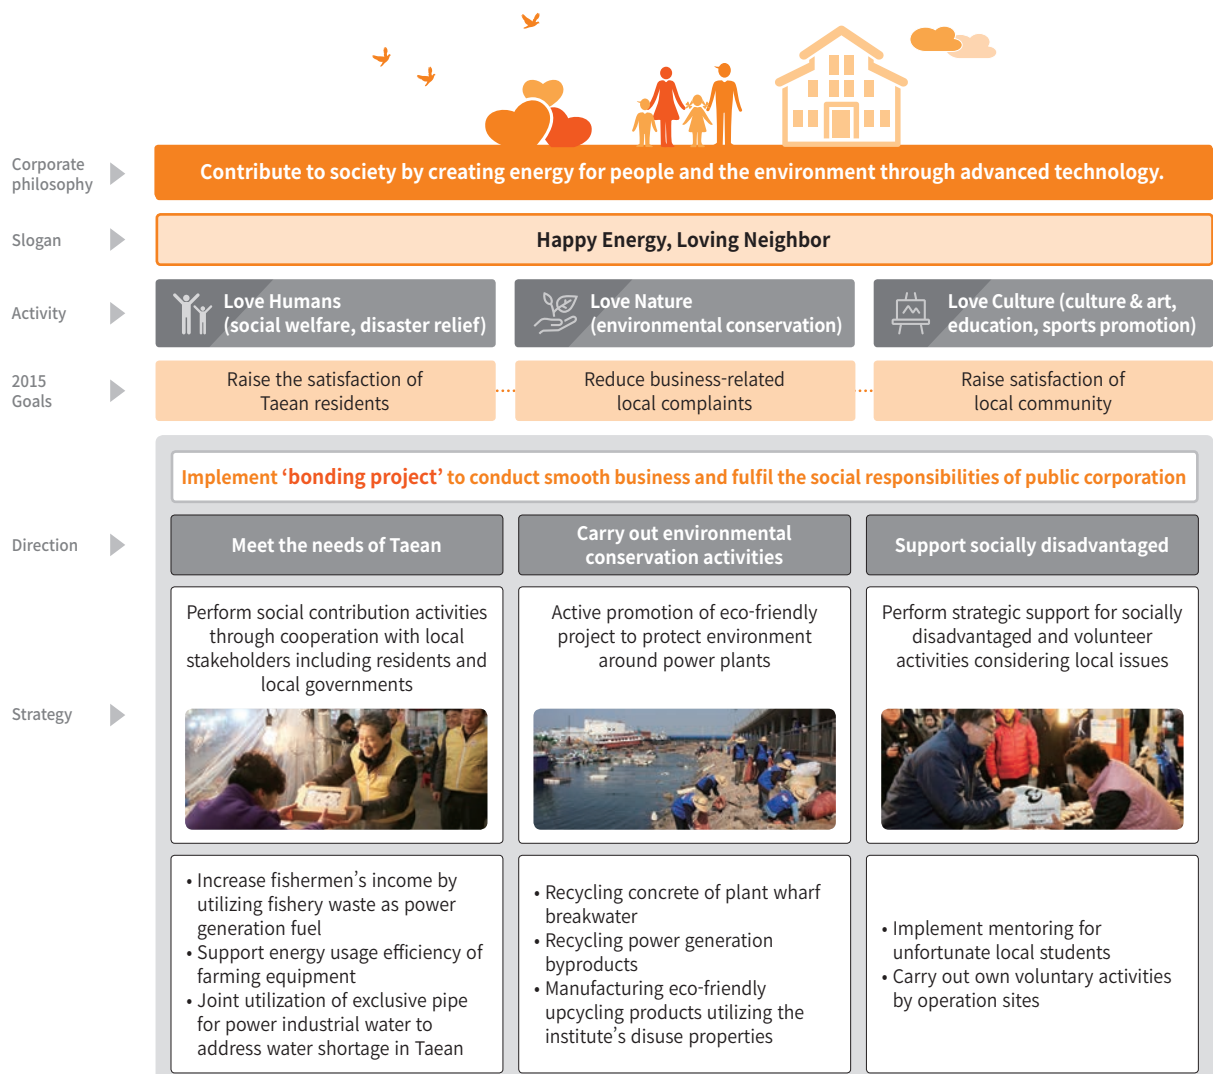 Corporate
philosophy
Contribute to society by creating energy for people and the environment through advanced technology.
Slogan
Happy Energy, Loving Neighbor
Activity
Love Humans
(social welfare, disaster relief)
Love Nature
(environmental conservation)
Love Culture (culture & art,
education, sports promotion)
2015
Goals
Raise the satisfaction of
Taean residents
Reduce business-related
local complaints
Raise satisfaction of
local community
Implement ‘bonding project’ to conduct smooth business and fulfil the social responsibilities of public corporation
Direction
Meet the needs of Taean
Carry out environmental
conservation activities
Support socially disadvantaged
Strategy
Perform social contribution activities
through cooperation with local
stakeholders including residents and
local governments
Active promotion of eco-friendly
project to protect environment
around power plants
Perform strategic support for socially
disadvantaged and volunteer
activities considering local issues
• Increase fishermen’s income by
utilizing fishery waste as power
generation fuel
• Support energy usage efficiency of
farming equipment
• Joint utilization of exclusive pipe
for power industrial water to
address water shortage in Taean
• Recycling concrete of plant wharf
breakwater
• Recycling power generation
byproducts
• Manufacturing eco-friendly
upcycling products utilizing the
institute’s disuse properties
• Implement mentoring for
unfortunate local students
• Carry out own voluntary activities
by operation sites